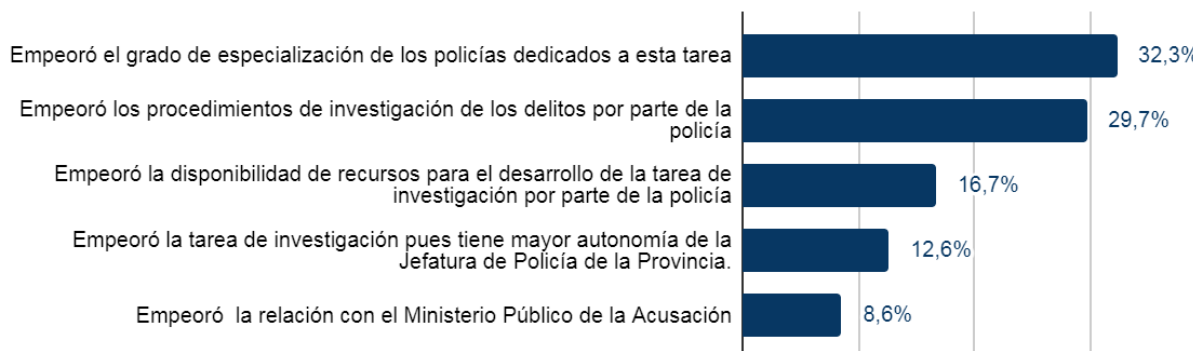 Empeoró el grado de especialización de los policías dedicados a esta tarea
32,3%
Empeoró los procedimientos de investigación de los delitos por parte de la
policía
29,7%
Empeoró la disponibilidad de recursos para el desarrollo de la tarea de
investigación por parte de la policía
16,7%
Empeoró la tarea de investigación pues tiene mayor autonomía de la
Jefatura de Policía de la Provincia.
12,6%
Empeoró  la relación con el Ministerio Público de la Acusación
8,6%